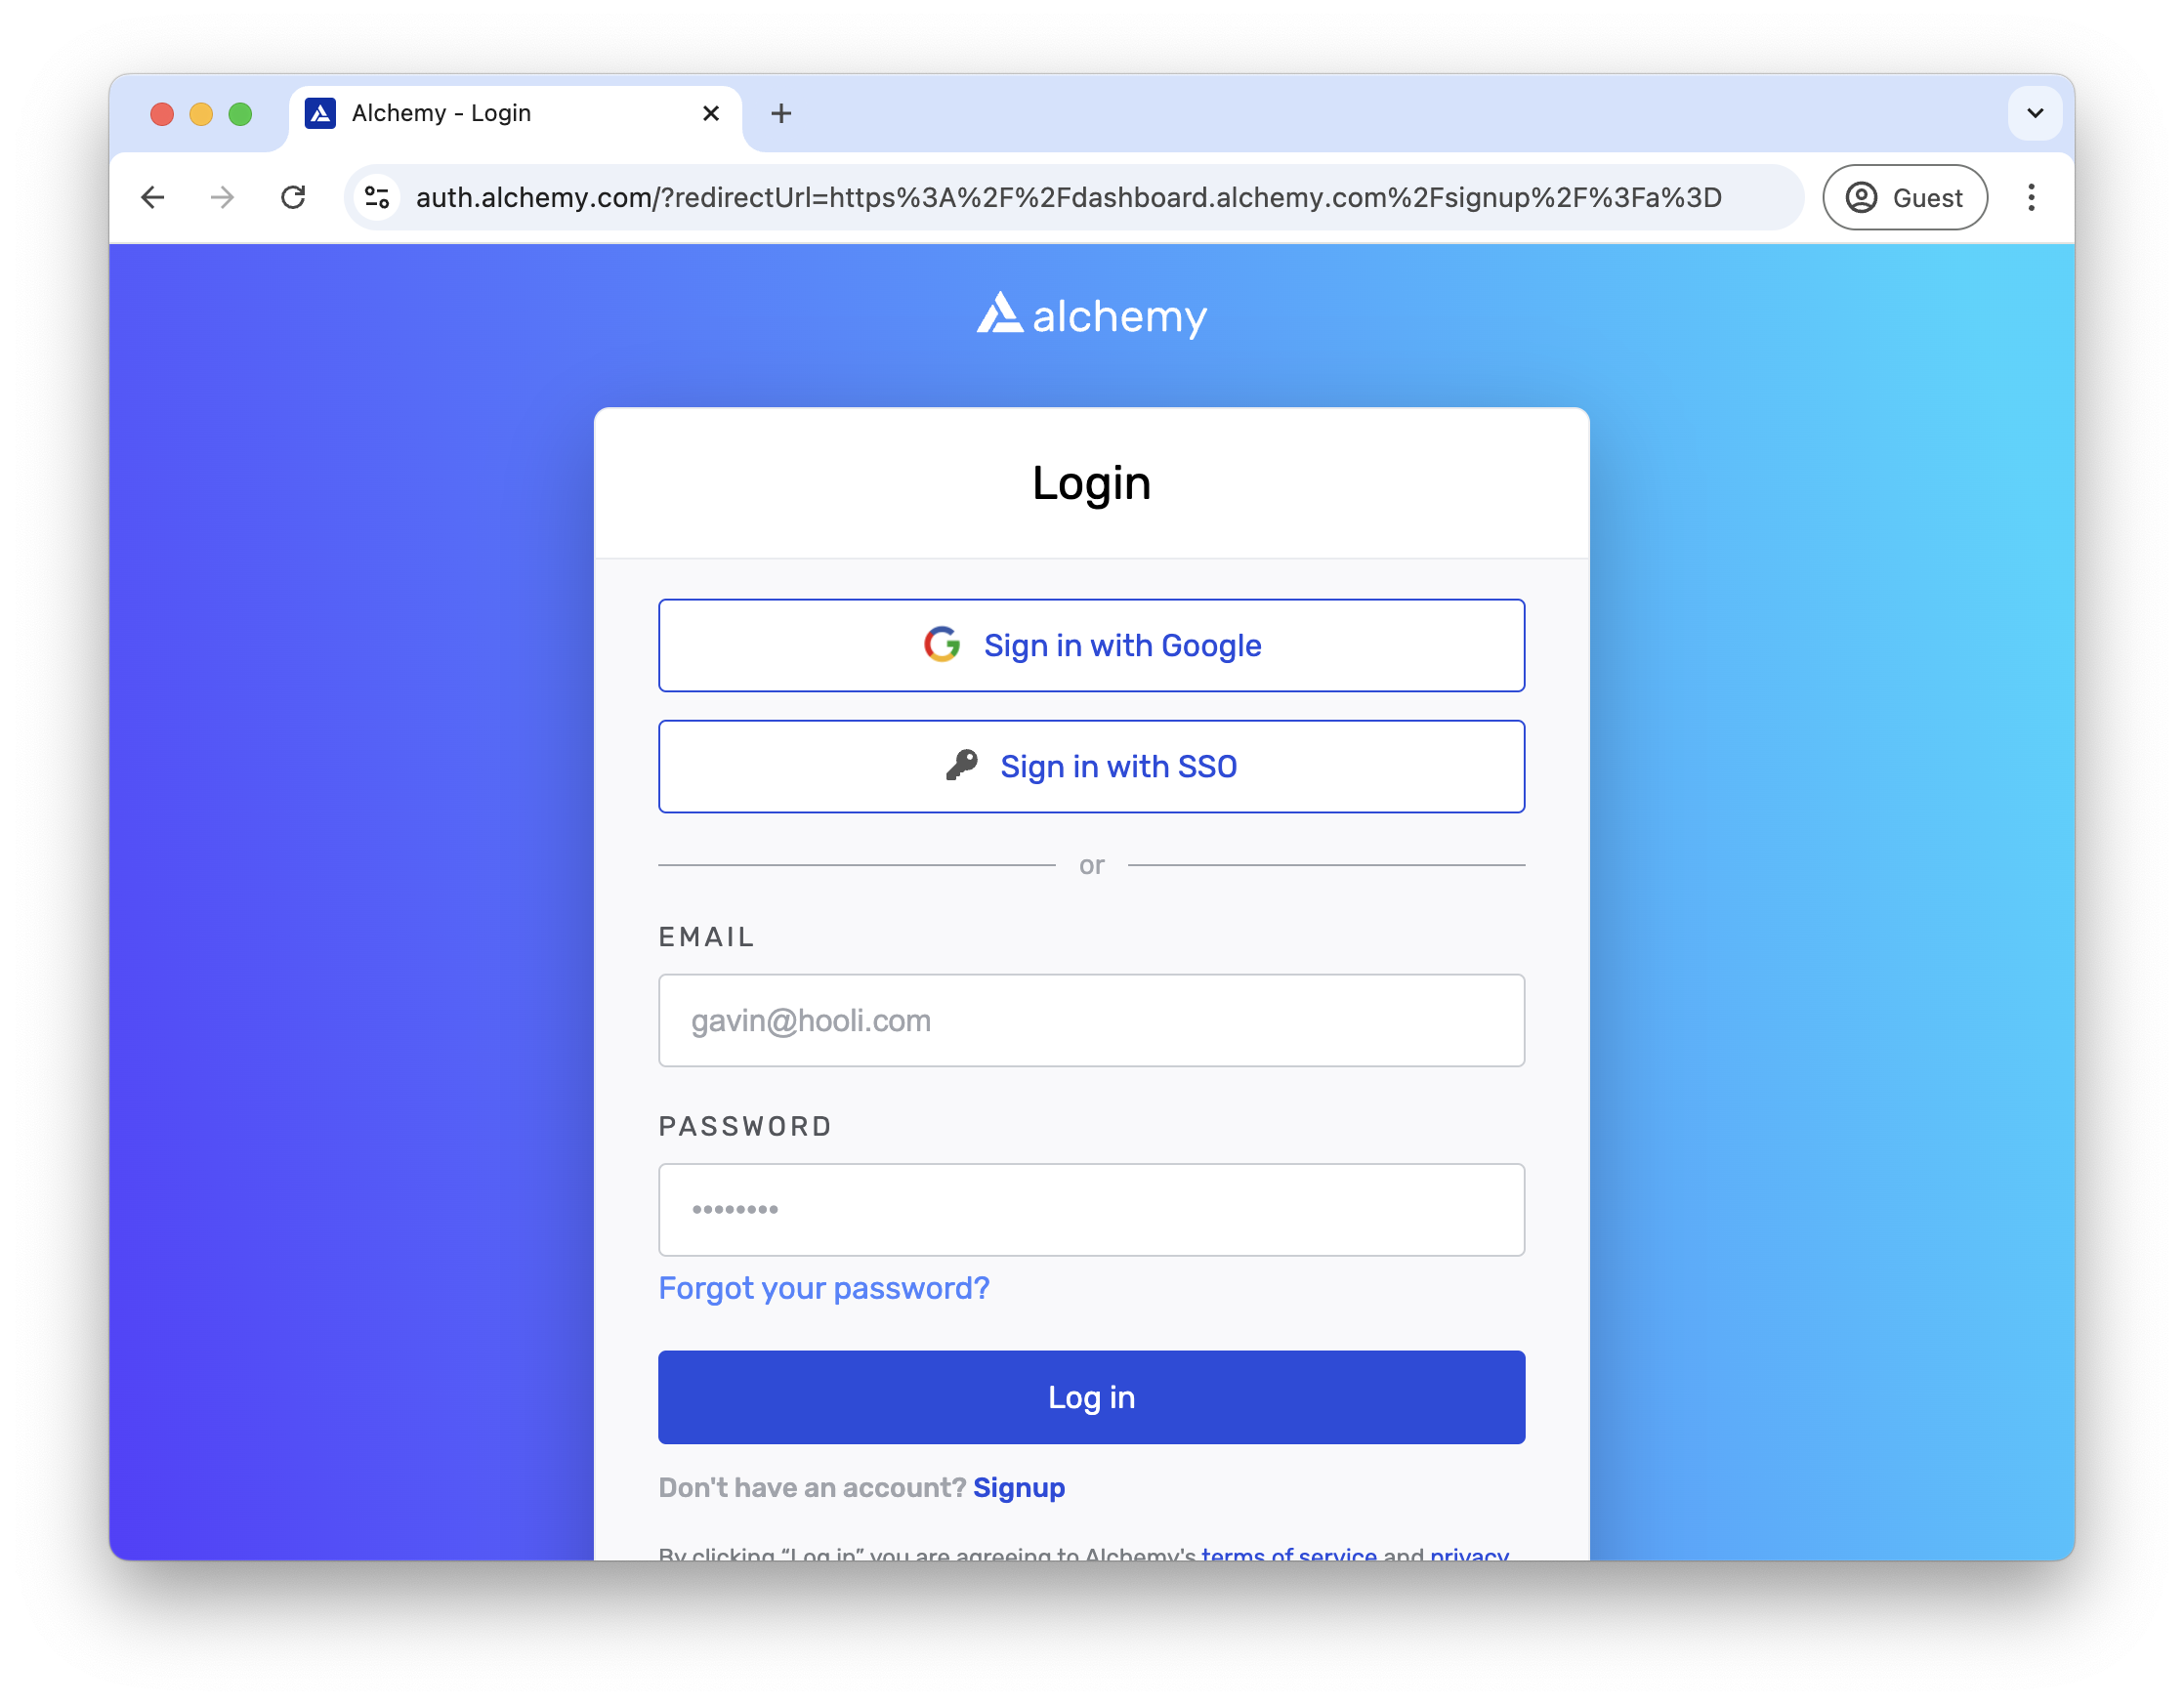 Alchemy - Login
auth.alchemy.com/?redirectUrl=https%3A%2F%2Fdashboard.alchemy.com%2Fsignup%2F%3Fa%3D
Guest
alchemy
Login
Sign in with Google
Sign in with SSO
or
EMAIL
gavin@hooli.com
PASSWORD
••••••••
Forgot your password?
Log in
Don't have an account? Signup
By clicking “Log in” you are agreeing to Alchemy's terms of service and privacy